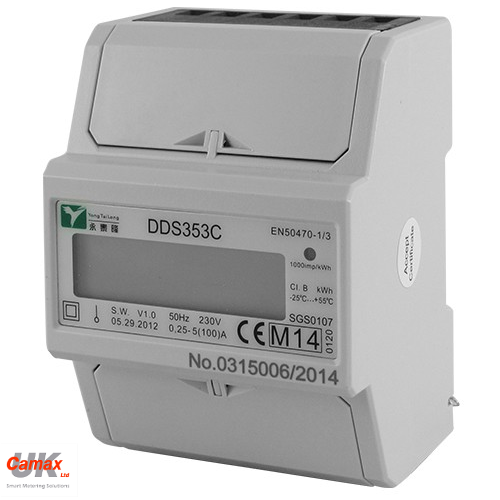 YongTaiLong
永泰隆
DDS353C
EN50470-1/3
1000imp/kWh
Cl. B kWh
-25℃...+55℃
SGS0107
S.W. V1.0 50Hz 230V
05.29.2012 0,25-5(100)A
CE M14 0120
No.0315006/2014
Accept
Certificate
UK
Camax
Ltd
Smart Metering Solutions